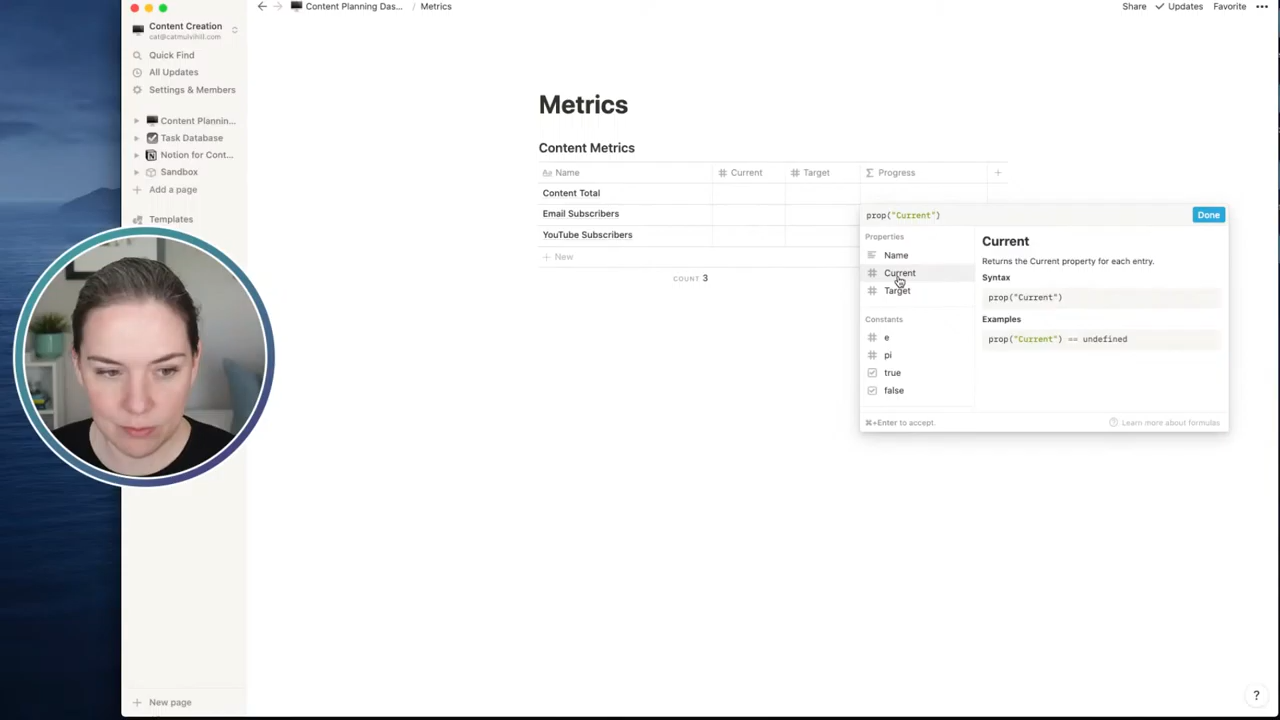 Content Planning Das... / Metrics
Share
Updates
Favorite
•••
Content Creation
cat@catmulvihill.com
Quick Find
All Updates
Settings & Members
Content Plannin...
Task Database
Notion for Cont...
Sandbox
Add a page
Templates
New page
Metrics
Content Metrics
Name Current Target Progress
Content Total
Email Subscribers
YouTube Subscribers
New
COUNT 3
prop("Current")
Done
Properties
Name
Current
Target
Constants
e
pi
true
false
Current
Returns the Current property for each entry.
Syntax
prop("Current")
Examples
prop("Current") == undefined
⌘+Enter to accept.
Learn more about formulas
?